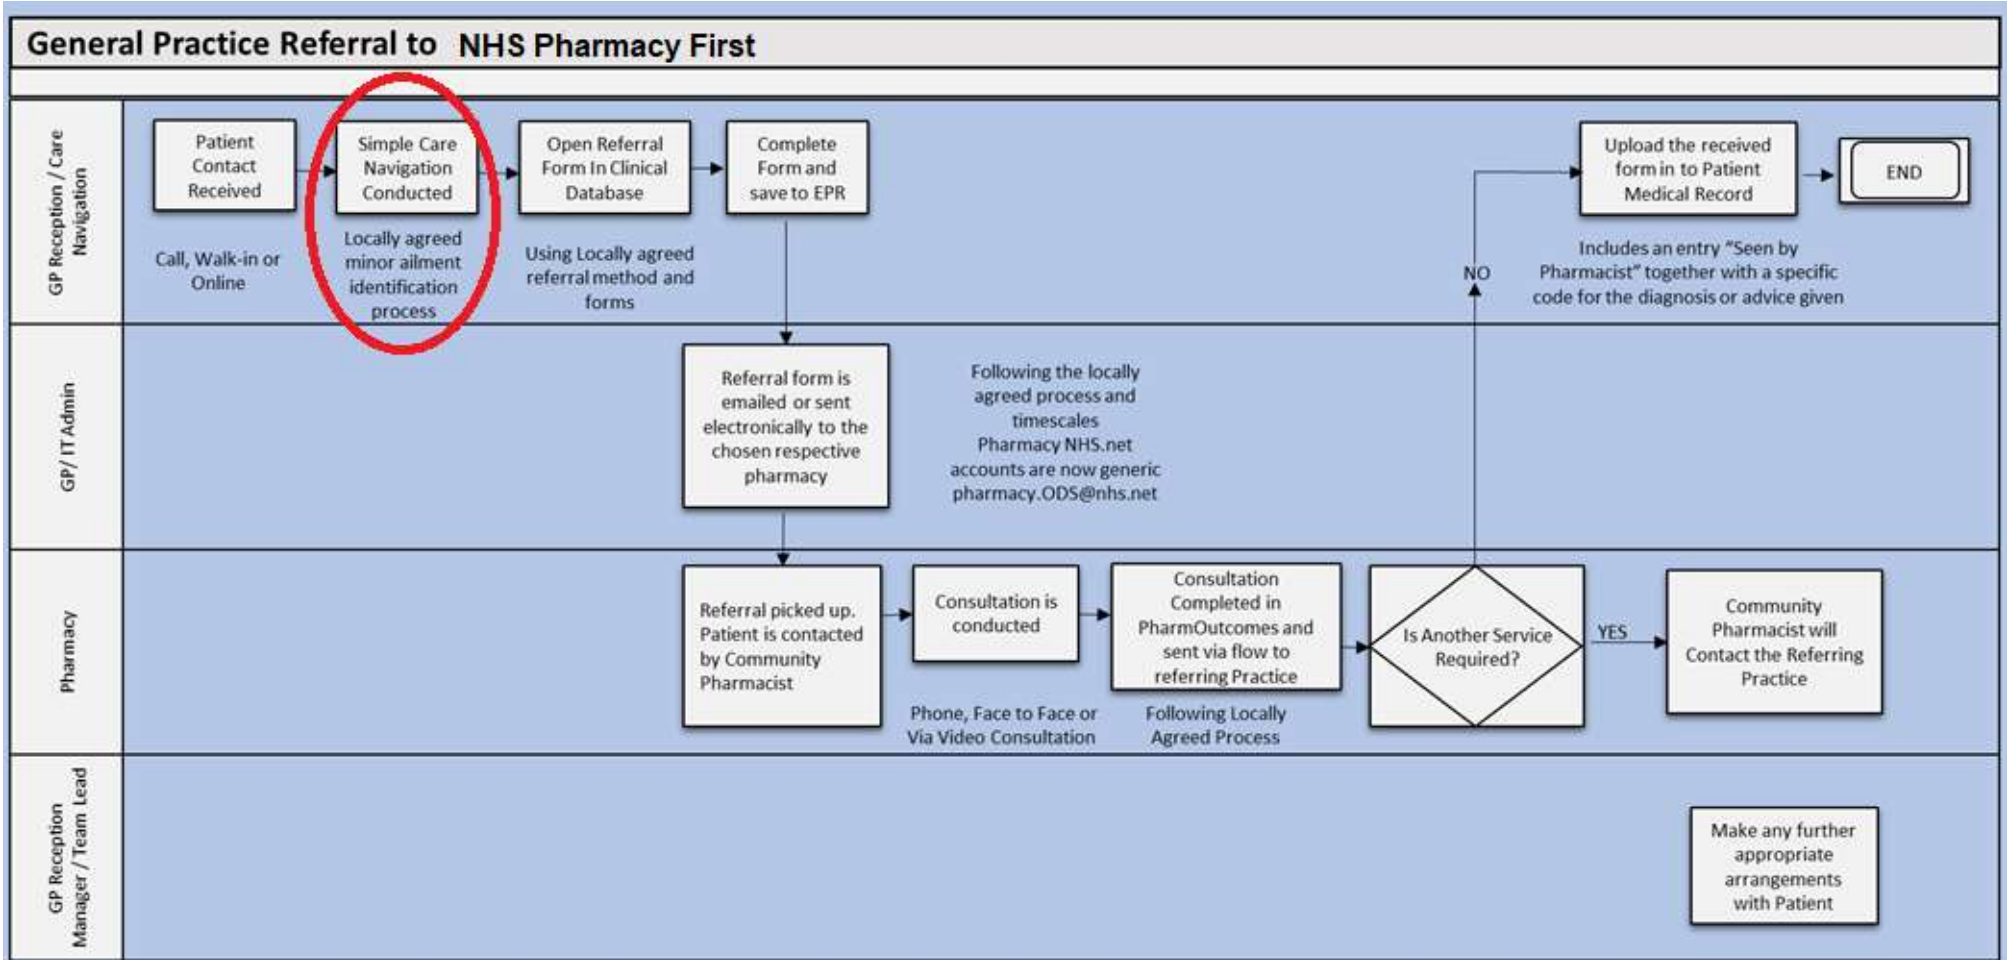 General Practice Referral to NHS Pharmacy First
GP Reception / Care
Navigation
Patient
Contact
Received
Call, Walk-in or
Online
Simple Care
Navigation
Conducted
Locally agreed
minor ailment
identification
process
Open Referral
Form In Clinical
Database
Using Locally agreed
referral method and
forms
Complete
Form and
save to EPR
NO
Upload the received
form in to Patient
Medical Record
Includes an entry “Seen by
Pharmacist” together with a specific
code for the diagnosis or advice given
END
GP/ IT Admin
Referral form is
emailed or sent
electronically to the
chosen respective
pharmacy
Following the locally
agreed process and
timescales
Pharmacy NHS.net
accounts are now generic
pharmacy.ODS@nhs.net
Pharmacy
Referral picked up.
Patient is contacted
by Community
Pharmacist
Consultation is
conducted
Phone, Face to Face or
Via Video Consultation
Consultation
Completed in
PharmOutcomes and
sent via flow to
referring Practice
Following Locally
Agreed Process
Is Another Service
Required?
YES
Community
Pharmacist will
Contact the Referring
Practice
GP Reception
Manager / Team Lead
Make any further
appropriate
arrangements
with Patient